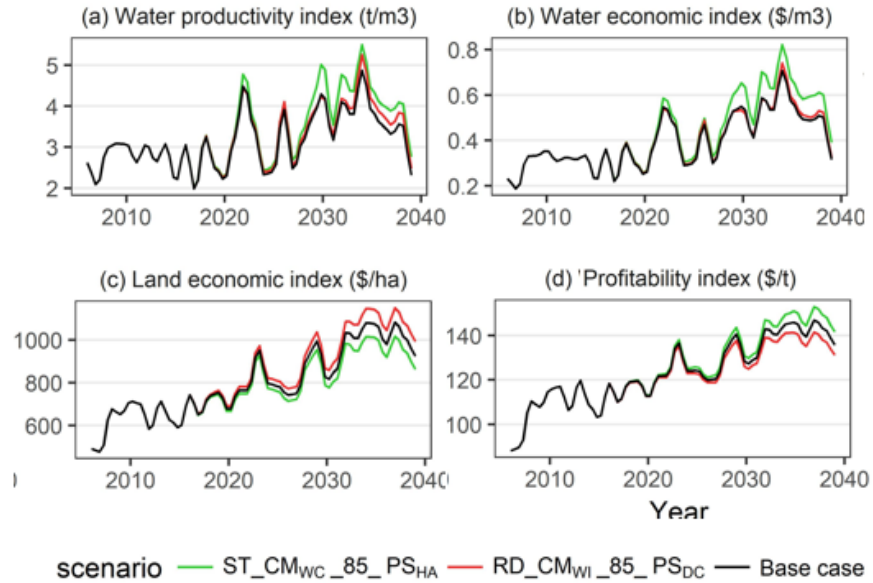 (a) Water productivity index (t/m3)
(b) Water economic index ($/m3)
5
4
3
2
2010 2020 2030 2040
0.8
0.6
0.4
0.2
2010 2020 2030 2040
(c) Land economic index ($/ha)
(d) 'Profitability index ($/t)
1000
800
600
2010 2020 2030 2040
140
120
100
2010 2020 2030 2040
Year
scenario ST_CMWC_85_PSHA RD_CMWI_85_PSDC Base case